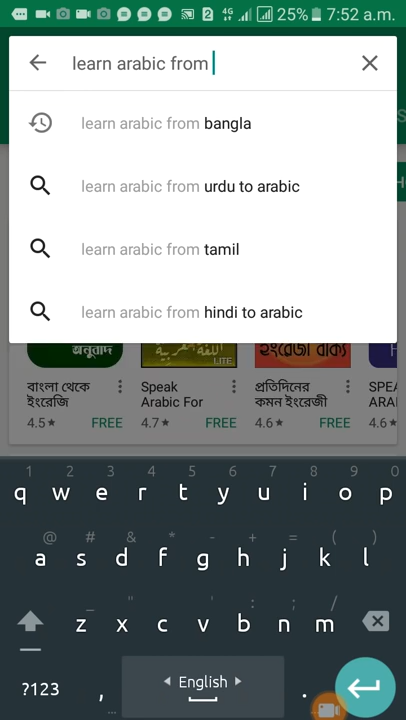 4G 25% 7:52 a.m.
learn arabic from
learn arabic from bangla
learn arabic from urdu to arabic
learn arabic from tamil
learn arabic from hindi to arabic
অনুবাদ
اللغة العربية
LITE
ইংরেজী বাক্য
বাংলা থেকে
ইংরেজি
4.5★ FREE
Speak
Arabic For
4.7★ FREE
প্রতিদিনের
কমন ইংরেজী
4.6★ FREE
SPEA
ARA
4.6★
1 2 3 4 5 6 7 8 9 0
q w e r t y u i o p
@ # & * - + = ( )
a s d f g h j k l
_ " ' : ; /
z x c v b n m
?123 , English .